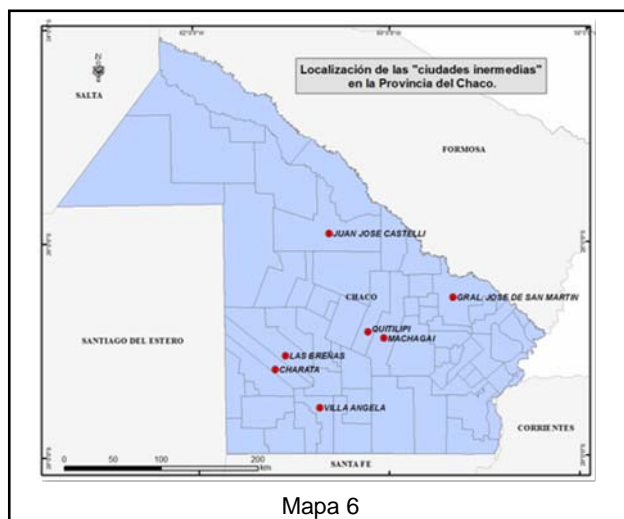 Localización de las "ciudades inermedias"
en la Provincia del Chaco.
SALTA
FORMOSA
JUAN JOSE CASTELLI
CHACO
GRAL. JOSE DE SAN MARTIN
QUITILIPI
MACHAGAI
SANTIAGO DEL ESTERO
LAS BREÑAS
CHARATA
VILLA ANGELA
CORRIENTES
0 50 100 200
km
SANTA FE
Mapa 6